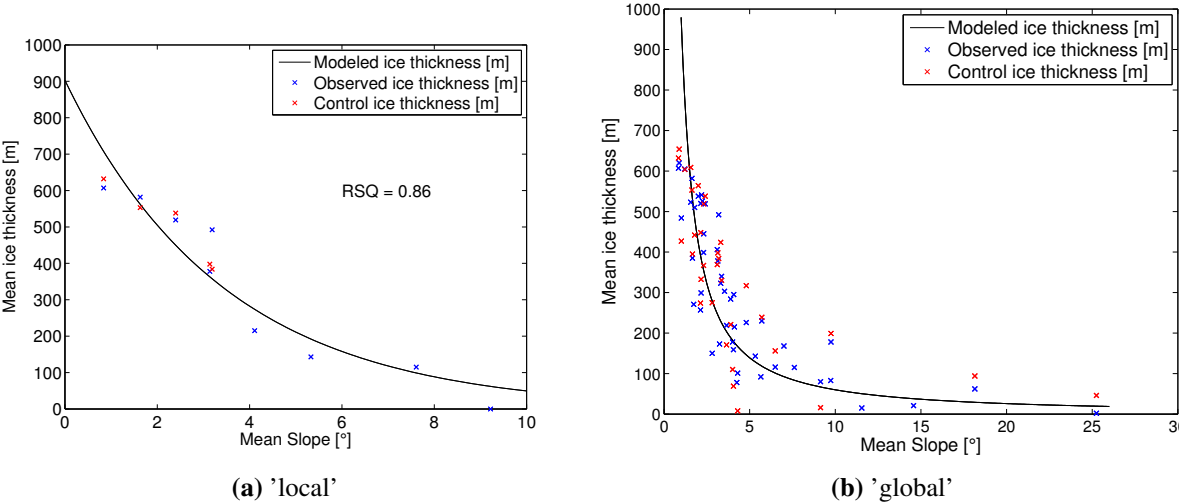 1000
900
800
700
600
500
400
300
200
100
0
Mean ice thickness [m]
Modeled ice thickness [m]
Observed ice thickness [m]
Control ice thickness [m]
RSQ = 0.86
0 2 4 6 8 10
Mean Slope [°]
(a) 'local'
1000
900
800
700
600
500
400
300
200
100
0
Mean ice thickness [m]
Modeled ice thickness [m]
Observed ice thickness [m]
Control ice thickness [m]
0 5 10 15 20 25 30
Mean Slope [°]
(b) 'global'